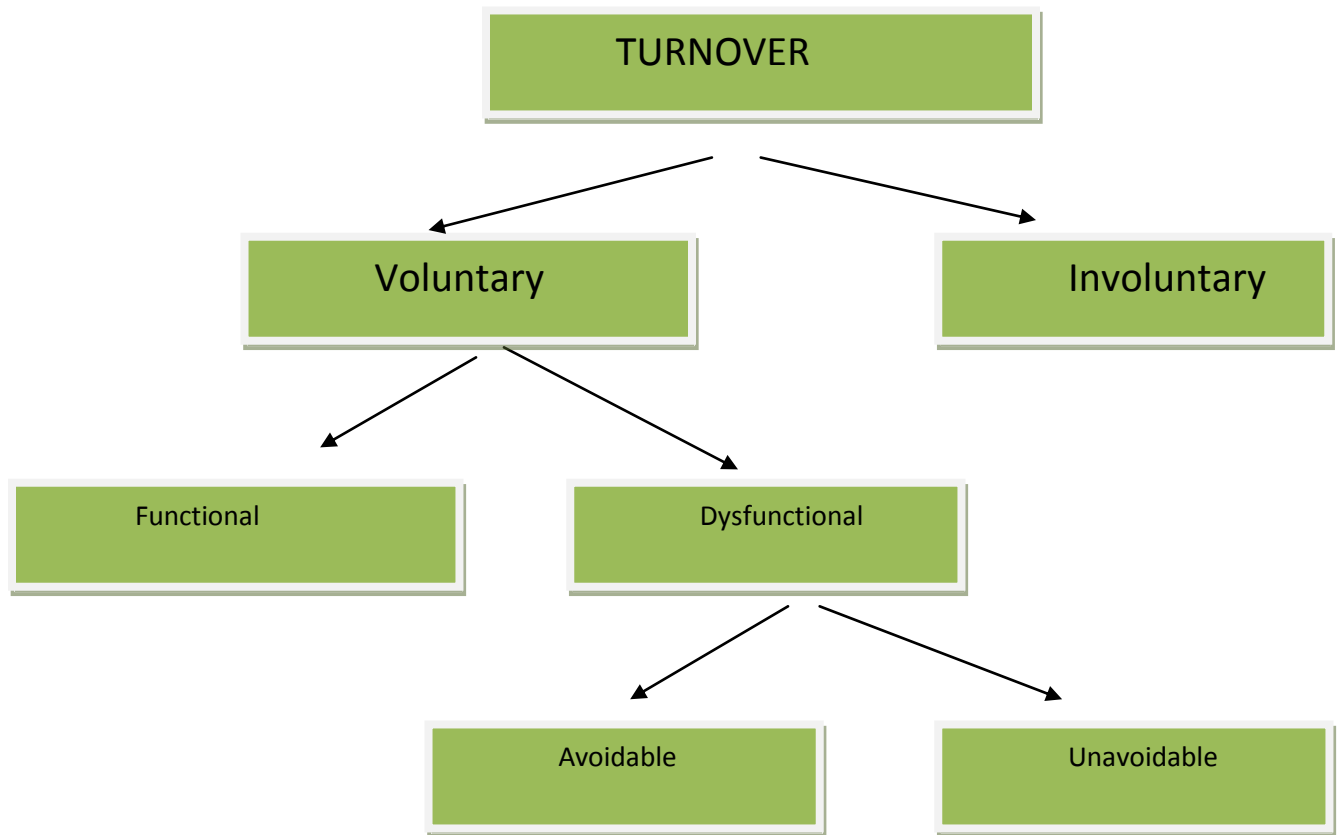 TURNOVER
Voluntary
Involuntary
Functional
Dysfunctional
Avoidable
Unavoidable